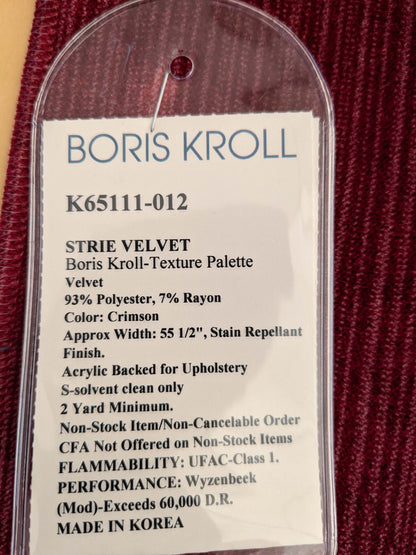 BORIS KROLL
K65111-012
STRIE VELVET
Boris Kroll-Texture Palette
Velvet
93% Polyester, 7% Rayon
Color: Crimson
Approx Width: 55 1/2", Stain Repellant
Finish.
Acrylic Backed for Upholstery
S-solvent clean only
2 Yard Minimum.
Non-Stock Item/Non-Cancelable Order
CFA Not Offered on Non-Stock Items
FLAMMABILITY: UFAC-Class 1.
PERFORMANCE: Wyzenbeek
(Mod)-Exceeds 60,000 D.R.
MADE IN KOREA